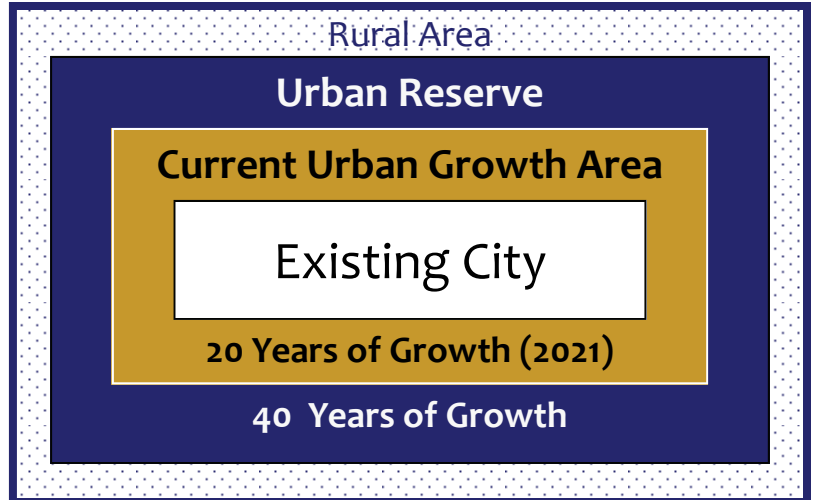 Rural Area
Urban Reserve
Current Urban Growth Area
Existing City
20 Years of Growth (2021)
40 Years of Growth